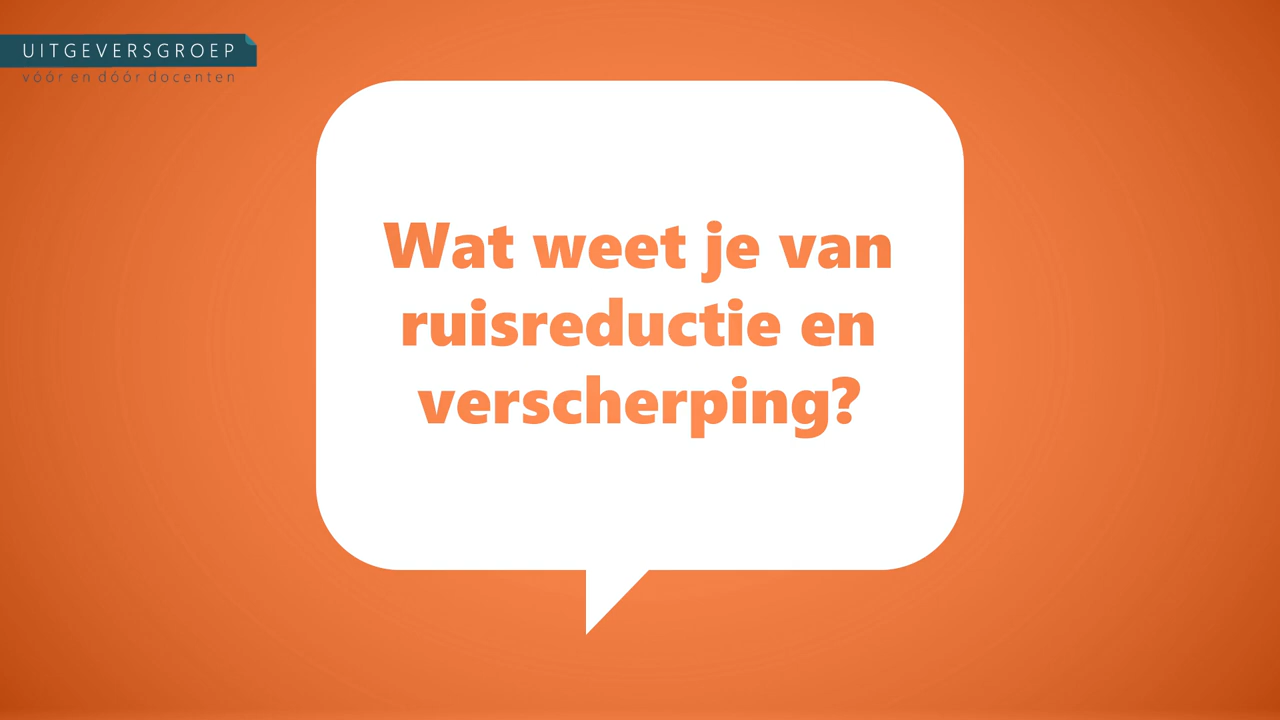 UITGEVERSGROEP
vóór en dóór docenten
Wat weet je van
ruisreductie en
verscherping?